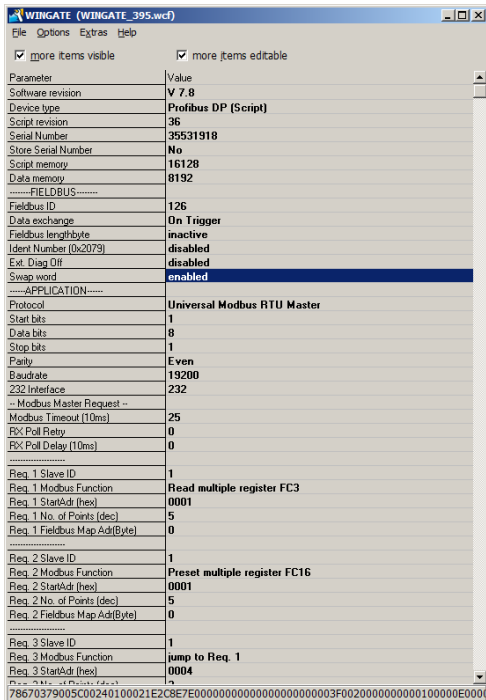 WINGATE (WINGATE_395.wcf)
File Options Extras Help
more items visible more items editable
Parameter Value
Software revision V 7.8
Device type Profibus DP (Script)
Script revision 36
Serial Number 35531918
Store Serial Number No
Script memory 16128
Data memory 8192
--------FIELDBUS--------
Fieldbus ID 126
Data exchange On Trigger
Fieldbus lengthbyte inactive
Ident Number (0x2079) disabled
Ext. Diag Off disabled
Swap word enabled
------APPLICATION------
Protocol Universal Modbus RTU Master
Start bits 1
Data bits 8
Stop bits 1
Parity Even
Baudrate 19200
232 Interface 232
-- Modbus Master Request --
Modbus Timeout (10ms) 25
RX Poll Retry 0
RX Poll Delay (10ms) 0
---------------------
Req. 1 Slave ID 1
Req. 1 Modbus Function Read multiple register FC3
Req. 1 StartAdr (hex) 0001
Req. 1 No. of Points (dec) 5
Req. 1 Fieldbus Map Adr(Byte) 0
---------------------
Req. 2 Slave ID 1
Req. 2 Modbus Function Preset multiple register FC16
Req. 2 StartAdr (hex) 0001
Req. 2 No. of Points (dec) 5
Req. 2 Fieldbus Map Adr(Byte) 0
---------------------
Req. 3 Slave ID 1
Req. 3 Modbus Function jump to Req. 1
Req. 3 StartAdr (hex) 0004